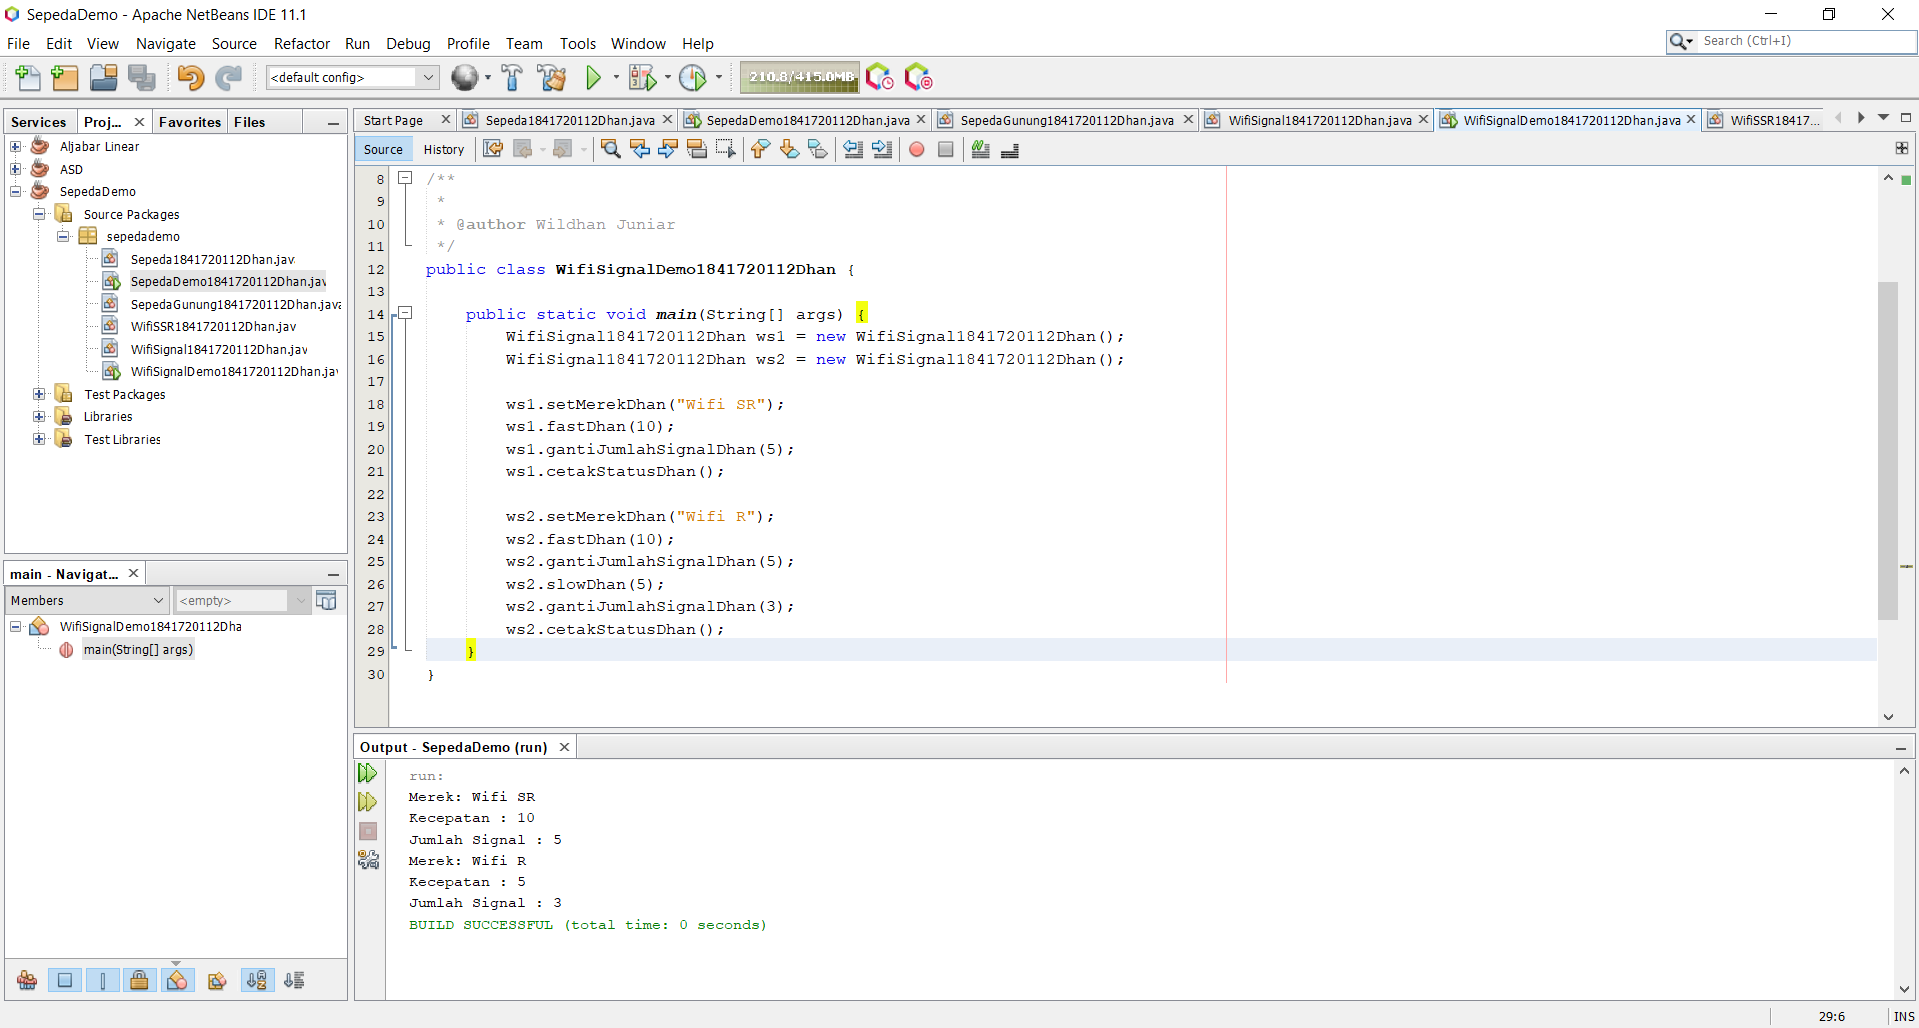 SepedaDemo - Apache NetBeans IDE 11.1
File Edit View Navigate Source Refactor Run Debug Profile Team Tools Window Help
Search (Ctrl+I)
<default config>
210.8/415.0MB
Services Proj... Favorites Files
Aljabar Linear
ASD
SepedaDemo
Source Packages
sepedademo
Sepeda1841720112Dhan.jav
SepedaDemo1841720112Dhan.jav
SepedaGunung1841720112Dhan.java
WifiSSR1841720112Dhan.jav
WifiSignal1841720112Dhan.jav
WifiSignalDemo1841720112Dhan.jav
Test Packages
Libraries
Test Libraries
main - Navigat...
Members
<empty>
WifiSignalDemo1841720112Dha
main(String[] args)
Start Page Sepeda1841720112Dhan.java SepedaDemo1841720112Dhan.java SepedaGunung1841720112Dhan.java WifiSignal1841720112Dhan.java WifiSignalDemo1841720112Dhan.java WifiSSR18417...
Source History
8 /**
9 *
10 * @author Wildhan Juniar
11 */
12 public class WifiSignalDemo1841720112Dhan {
13
14 public static void main(String[] args) {
15 WifiSignal1841720112Dhan ws1 = new WifiSignal1841720112Dhan();
16 WifiSignal1841720112Dhan ws2 = new WifiSignal1841720112Dhan();
17
18 ws1.setMerekDhan("Wifi SR");
19 ws1.fastDhan(10);
20 ws1.gantiJumlahSignalDhan(5);
21 ws1.cetakStatusDhan();
22
23 ws2.setMerekDhan("Wifi R");
24 ws2.fastDhan(10);
25 ws2.gantiJumlahSignalDhan(5);
26 ws2.slowDhan(5);
27 ws2.gantiJumlahSignalDhan(3);
28 ws2.cetakStatusDhan();
29 }
30 }
Output - SepedaDemo (run)
run:
Merek: Wifi SR
Kecepatan : 10
Jumlah Signal : 5
Merek: Wifi R
Kecepatan : 5
Jumlah Signal : 3
BUILD SUCCESSFUL (total time: 0 seconds)
29:6 INS